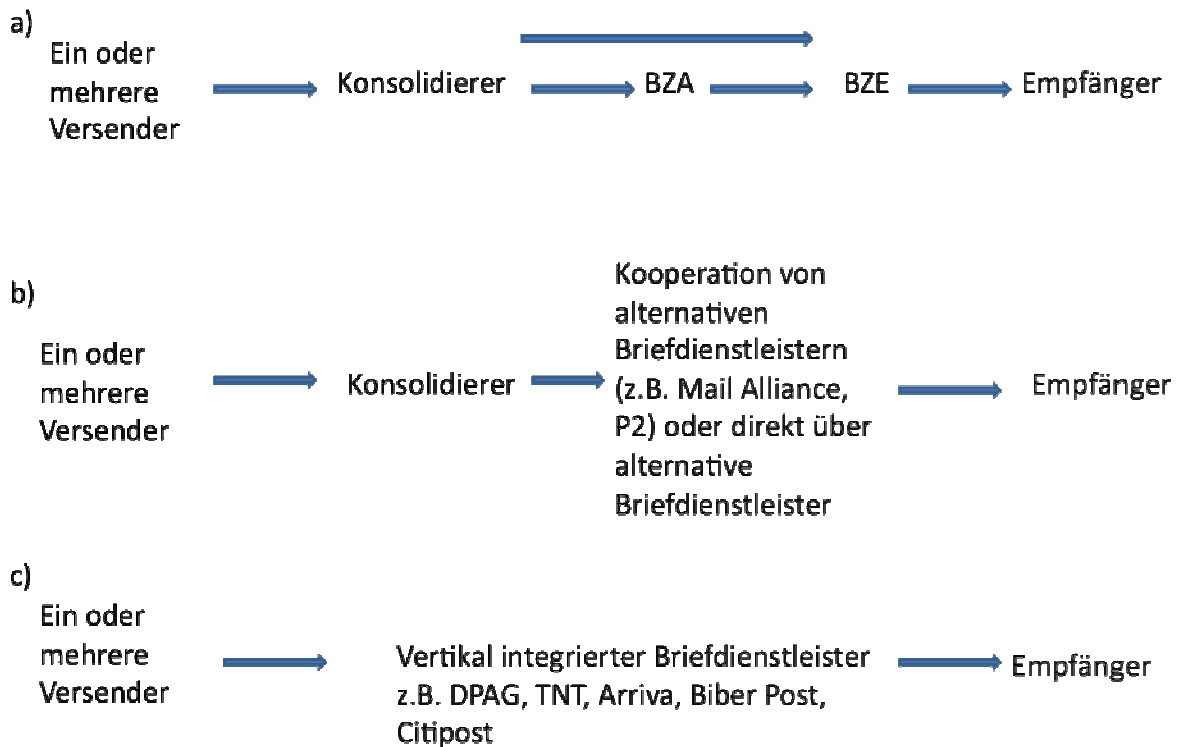 a)
Ein oder
mehrere
Versender
Konsolidierer
BZA
BZE
Empfänger
b)
Ein oder
mehrere
Versender
Konsolidierer
Kooperation von
alternativen
Briefdienstleistern
(z.B. Mail Alliance,
P2) oder direkt über
alternative
Briefdienstleister
Empfänger
c)
Ein oder
mehrere
Versender
Vertikal integrierter Briefdienstleister
z.B. DPAG, TNT, Arriva, Biber Post,
Citipost
Empfänger